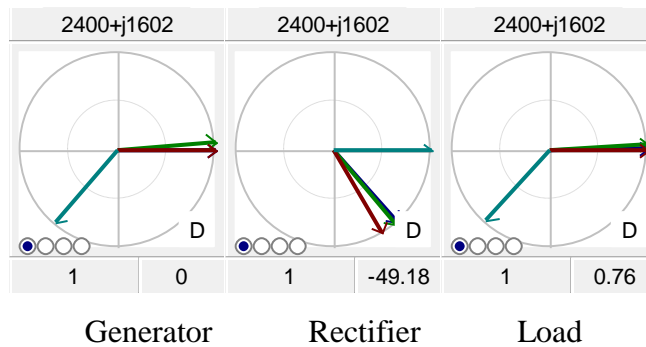 2400+j1602 2400+j1602 2400+j1602
D D D
1 0 1 -49.18 1 0.76
Generator Rectifier Load